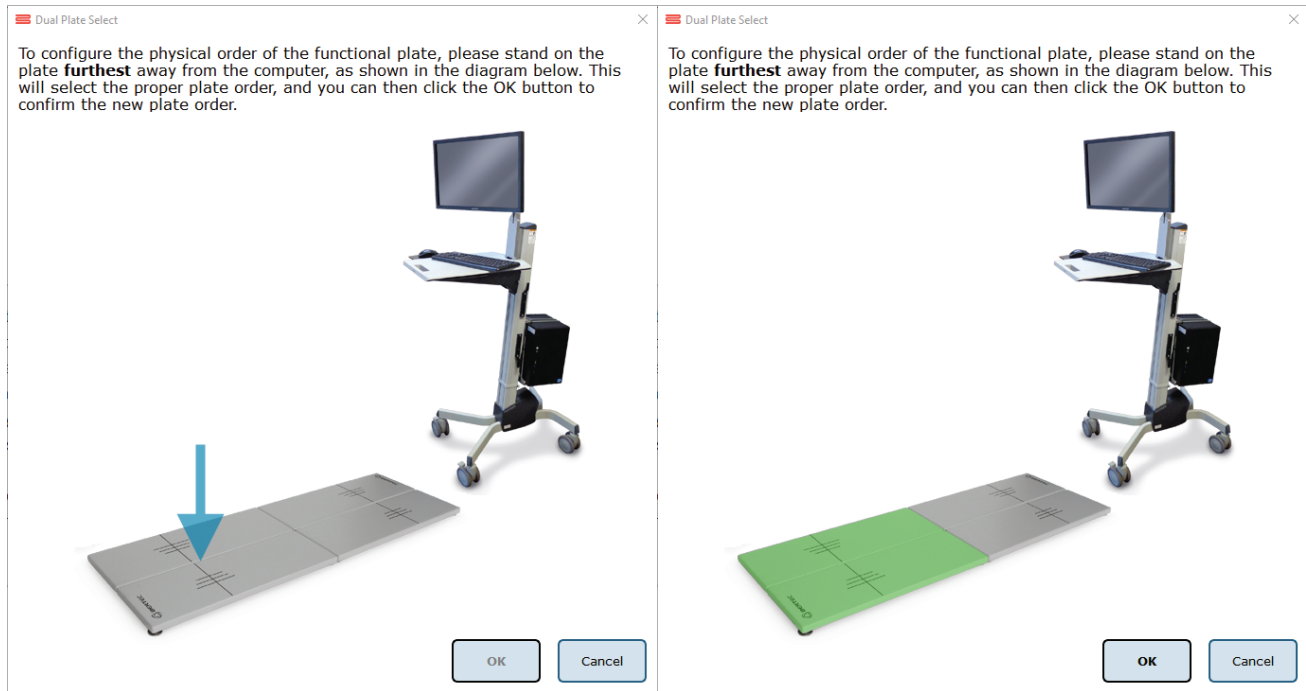 Dual Plate Select
To configure the physical order of the functional plate, please stand on the
plate furthest away from the computer, as shown in the diagram below. This
will select the proper plate order, and you can then click the OK button to
confirm the new plate order.
OK
Cancel
Dual Plate Select
To configure the physical order of the functional plate, please stand on the
plate furthest away from the computer, as shown in the diagram below. This
will select the proper plate order, and you can then click the OK button to
confirm the new plate order.
OK
Cancel